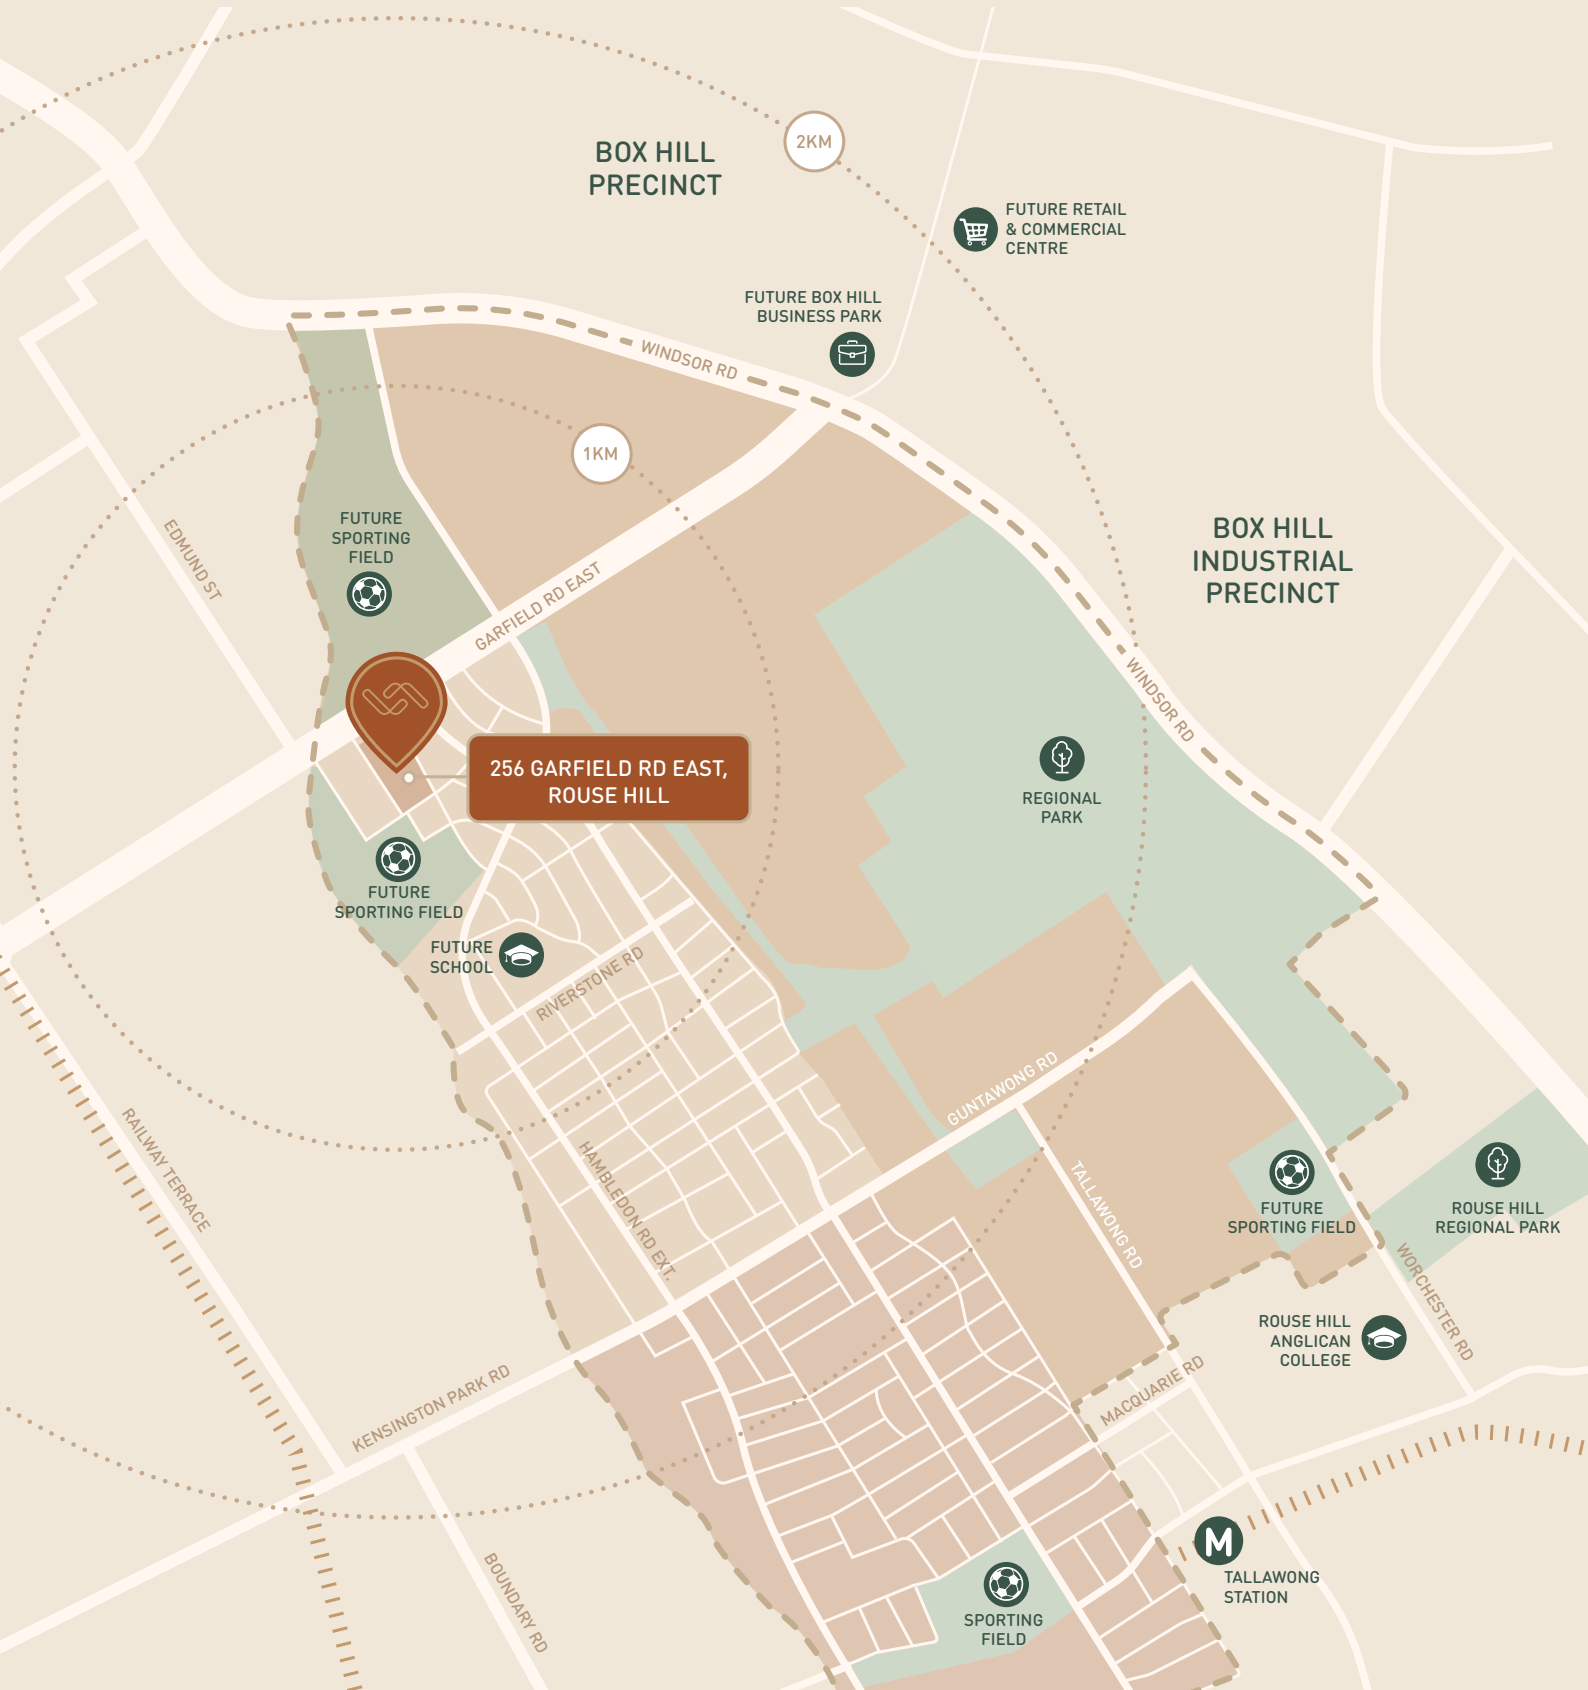 BOX HILL
PRECINCT
2KM
FUTURE RETAIL
& COMMERCIAL
CENTRE
FUTURE BOX HILL
BUSINESS PARK
WINDSOR RD
1KM
FUTURE
SPORTING
FIELD
EDMUND ST
GARFIELD RD EAST
BOX HILL
INDUSTRIAL
PRECINCT
WINDSOR RD
256 GARFIELD RD EAST,
ROUSE HILL
REGIONAL
PARK
FUTURE
SPORTING FIELD
FUTURE
SCHOOL
RIVERSTONE RD
GUNTAWONG RD
RAILWAY TERRACE
HAMBLEDON RD EXT.
TALLAWONG RD
FUTURE
SPORTING FIELD
ROUSE HILL
REGIONAL PARK
WORCHESTER RD
ROUSE HILL
ANGLICAN
COLLEGE
MACQUARIE RD
KENSINGTON PARK RD
BOUNDARY RD
M
TALLAWONG
STATION
SPORTING
FIELD